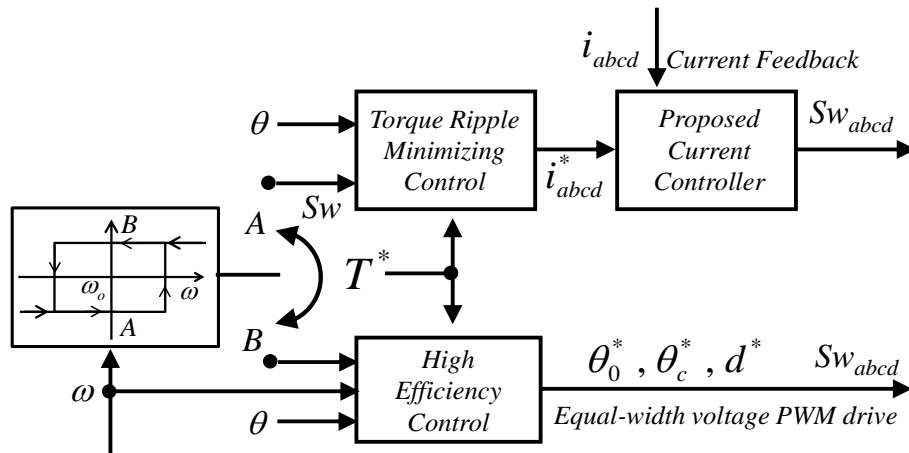 i_abcd
Current Feedback
θ
Torque Ripple
Minimizing
Control
i*_abcd
Proposed
Current
Controller
Sw_abcd
Sw
A
B
ω_o
ω
A
T*
B
ω
θ
High
Efficiency
Control
θ*_0 , θ*_c , d*
Sw_abcd
Equal-width voltage PWM drive